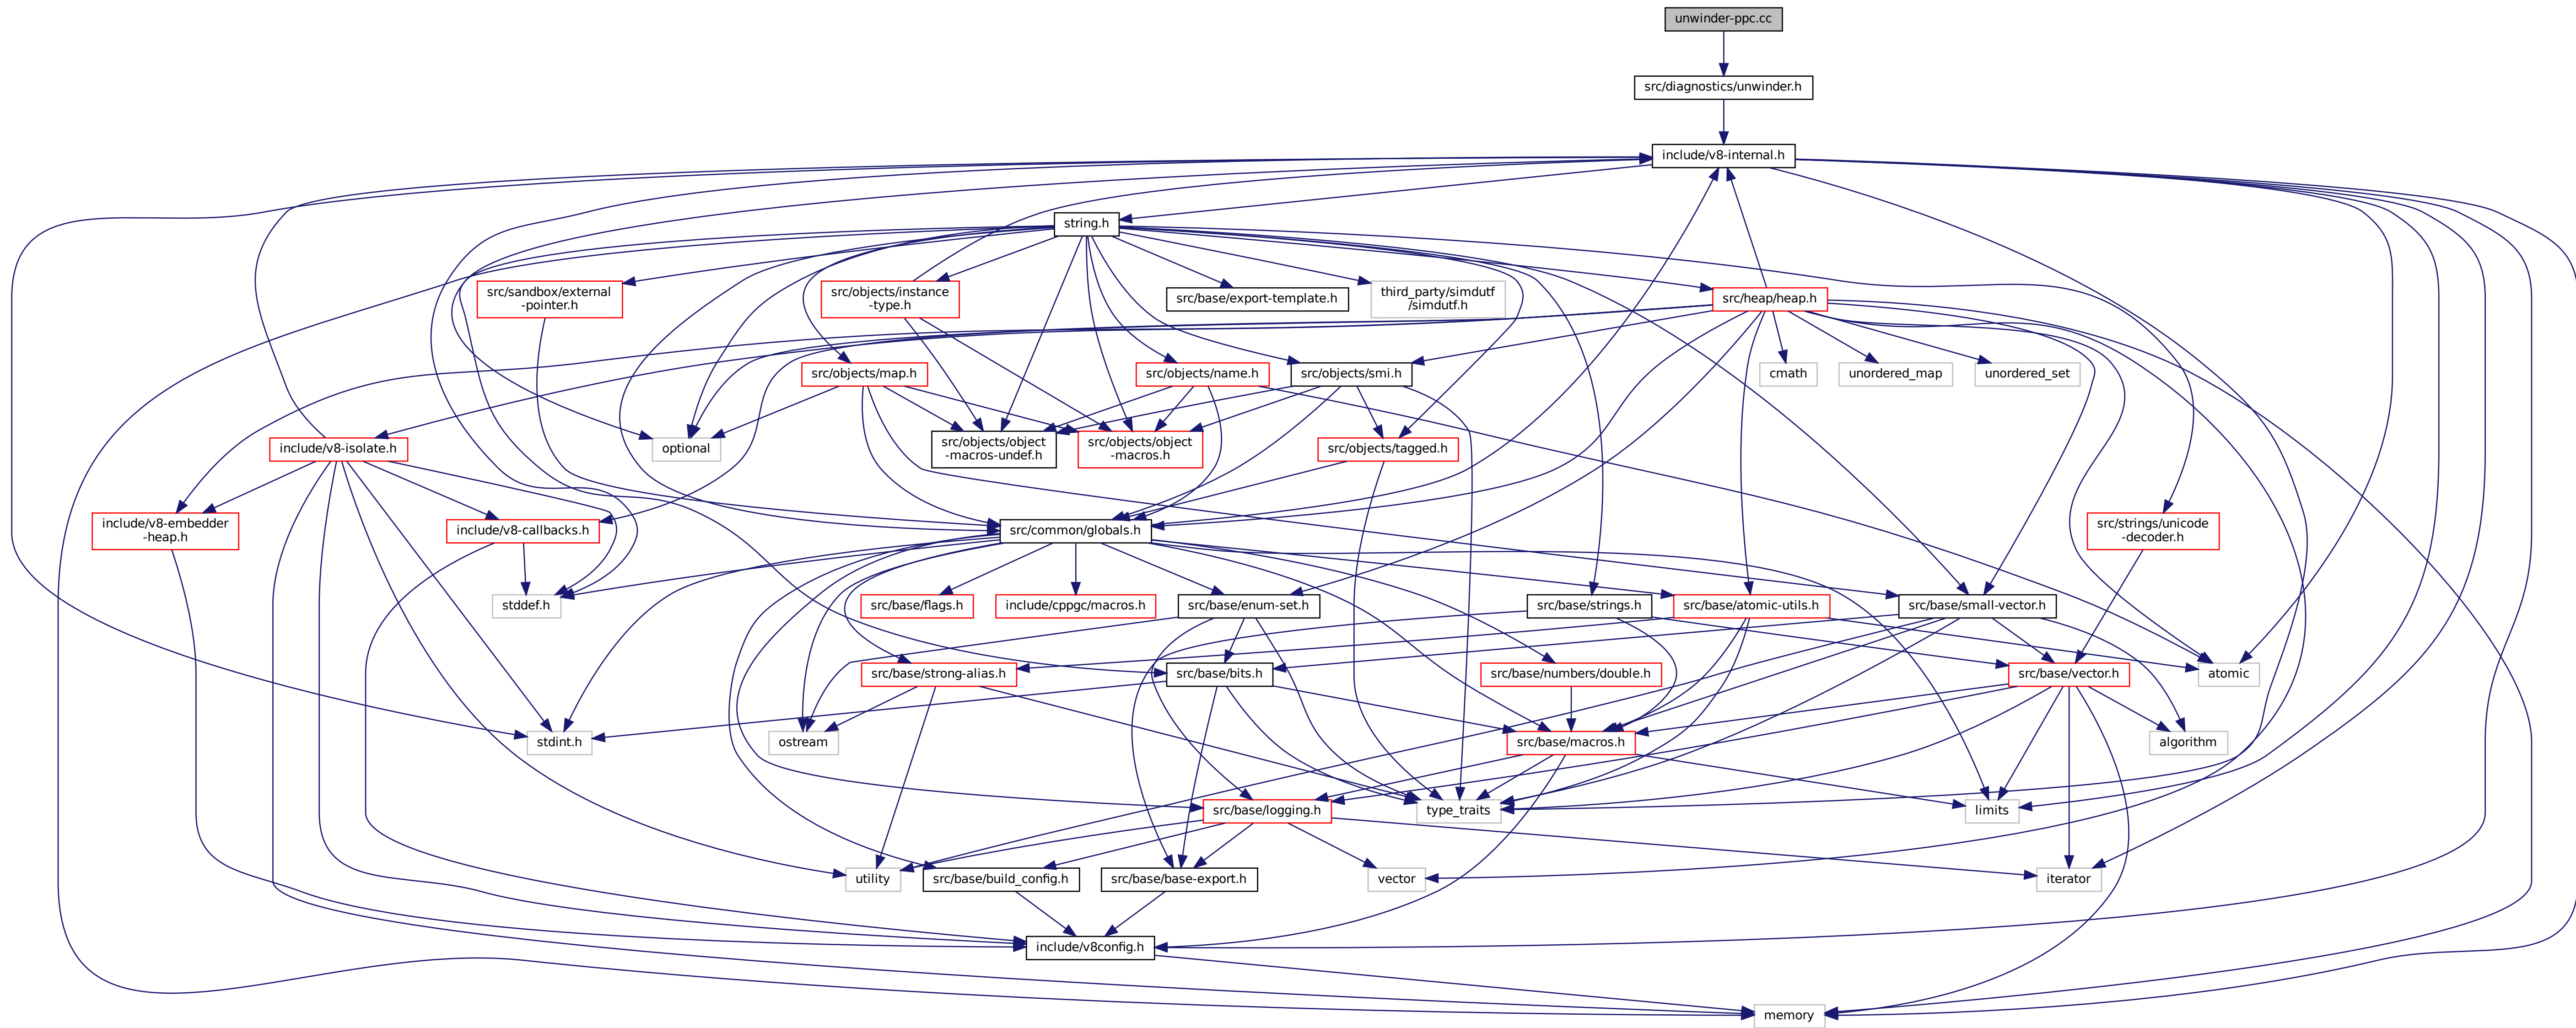 unwinder-ppc.cc
src/diagnostics/unwinder.h
include/v8-internal.h
string.h
src/sandbox/external
-pointer.h
src/objects/instance
-type.h
src/base/export-template.h
third_party/simdutf
/simdutf.h
src/heap/heap.h
src/objects/map.h
src/objects/name.h
src/objects/smi.h
cmath
unordered_map
unordered_set
include/v8-isolate.h
optional
src/objects/object
-macros-undef.h
src/objects/object
-macros.h
src/objects/tagged.h
include/v8-embedder
-heap.h
include/v8-callbacks.h
src/common/globals.h
src/strings/unicode
-decoder.h
stddef.h
src/base/flags.h
include/cppgc/macros.h
src/base/enum-set.h
src/base/strings.h
src/base/atomic-utils.h
src/base/small-vector.h
src/base/strong-alias.h
src/base/bits.h
src/base/numbers/double.h
src/base/vector.h
atomic
stdint.h
ostream
src/base/macros.h
algorithm
src/base/logging.h
type_traits
limits
utility
src/base/build_config.h
src/base/base-export.h
vector
iterator
include/v8config.h
memory